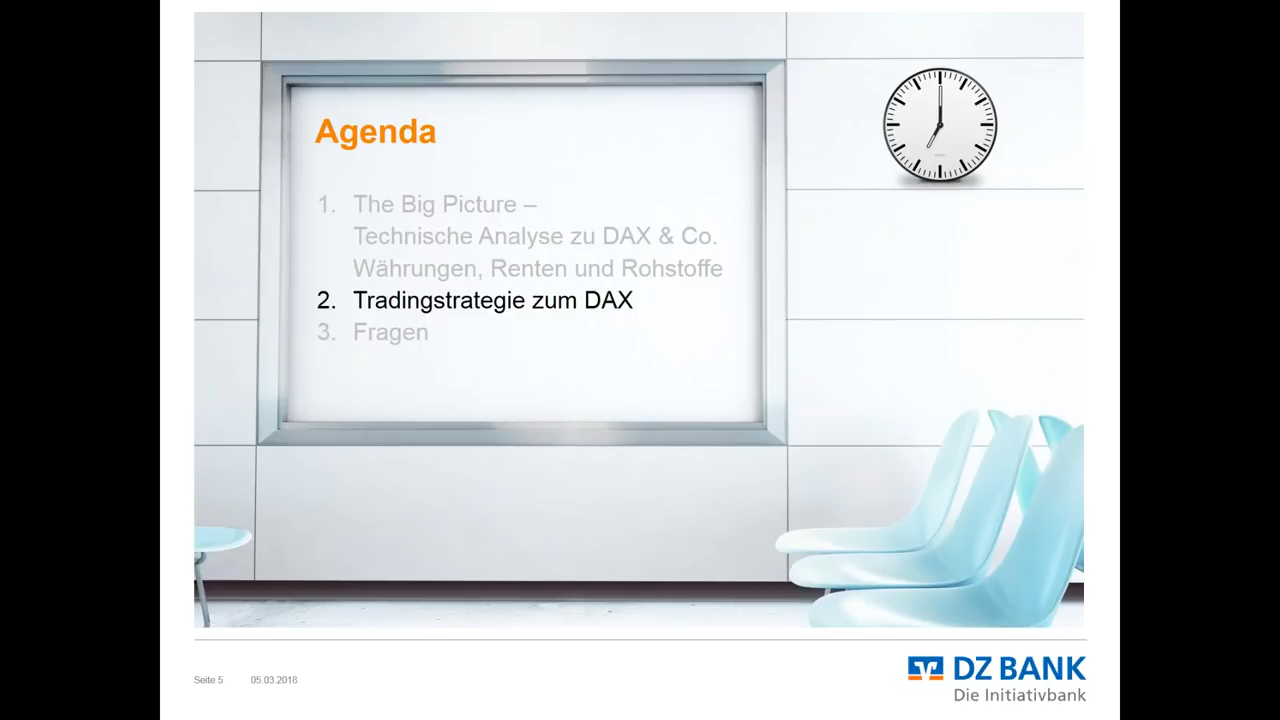 Agenda
1. The Big Picture –
Technische Analyse zu DAX & Co.
Währungen, Renten und Rohstoffe
2. Tradingstrategie zum DAX
3. Fragen
Seite 5 05.03.2018
DZ BANK
Die Initiativbank